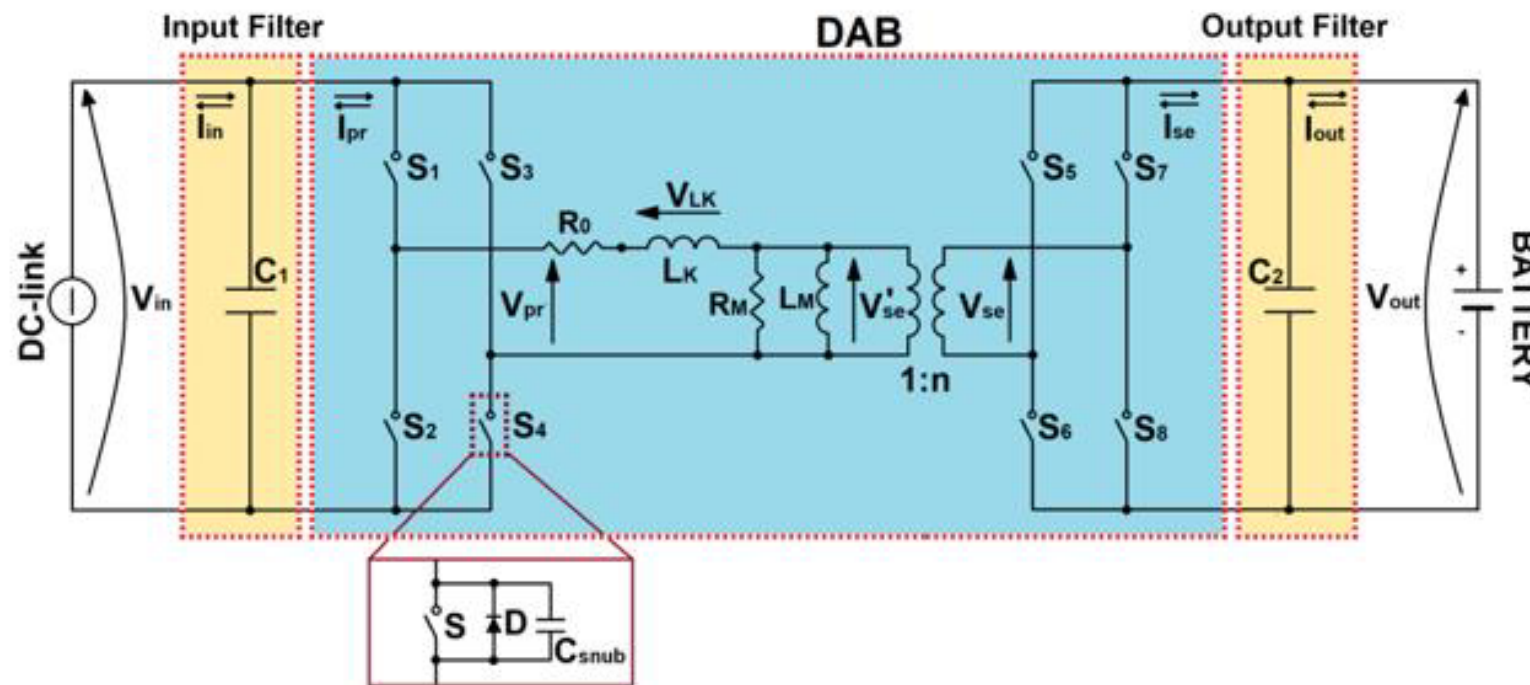 Input Filter
DAB
Output Filter
Iin
Ipr
Ise
Iout
S1
S3
S5
S7
VLK
R0
LK
C1
C2
DC-link
Vin
Vpr
RM
LM
Vse'
Vse
Vout
+
-
BATTERY
1:n
S2
S4
S6
S8
S
D
Csnub